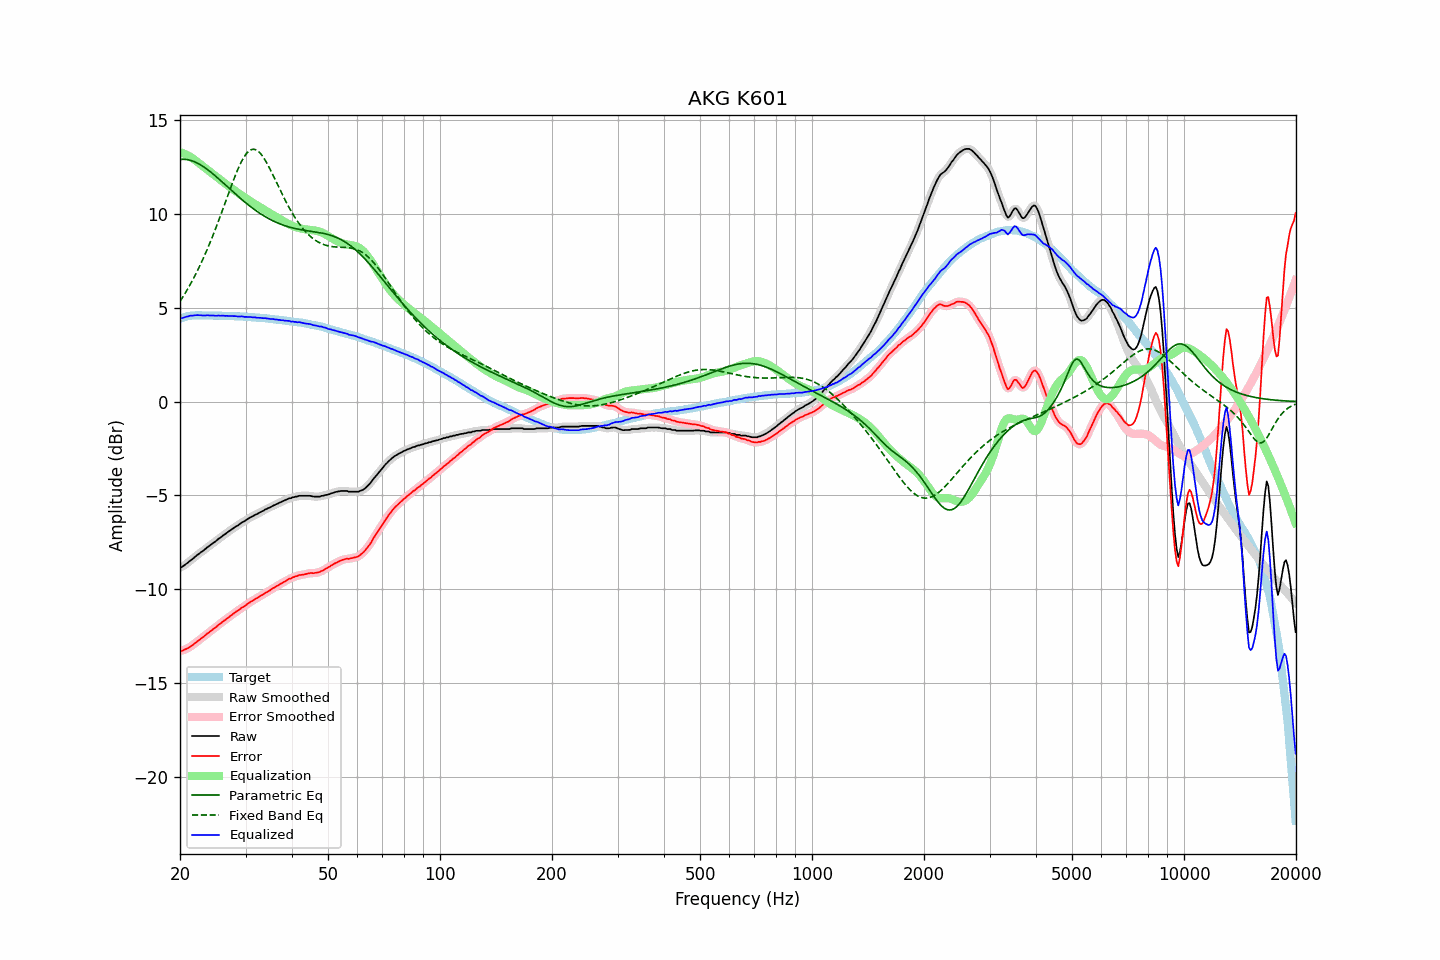 AKG K601
15
10
5
0
−5
−10
−15
−20
Amplitude (dBr)
Target
Raw Smoothed
Error Smoothed
Raw
Error
Equalization
Parametric Eq
Fixed Band Eq
Equalized
20 50 100 200 500 1000 2000 5000 10000 20000
Frequency (Hz)